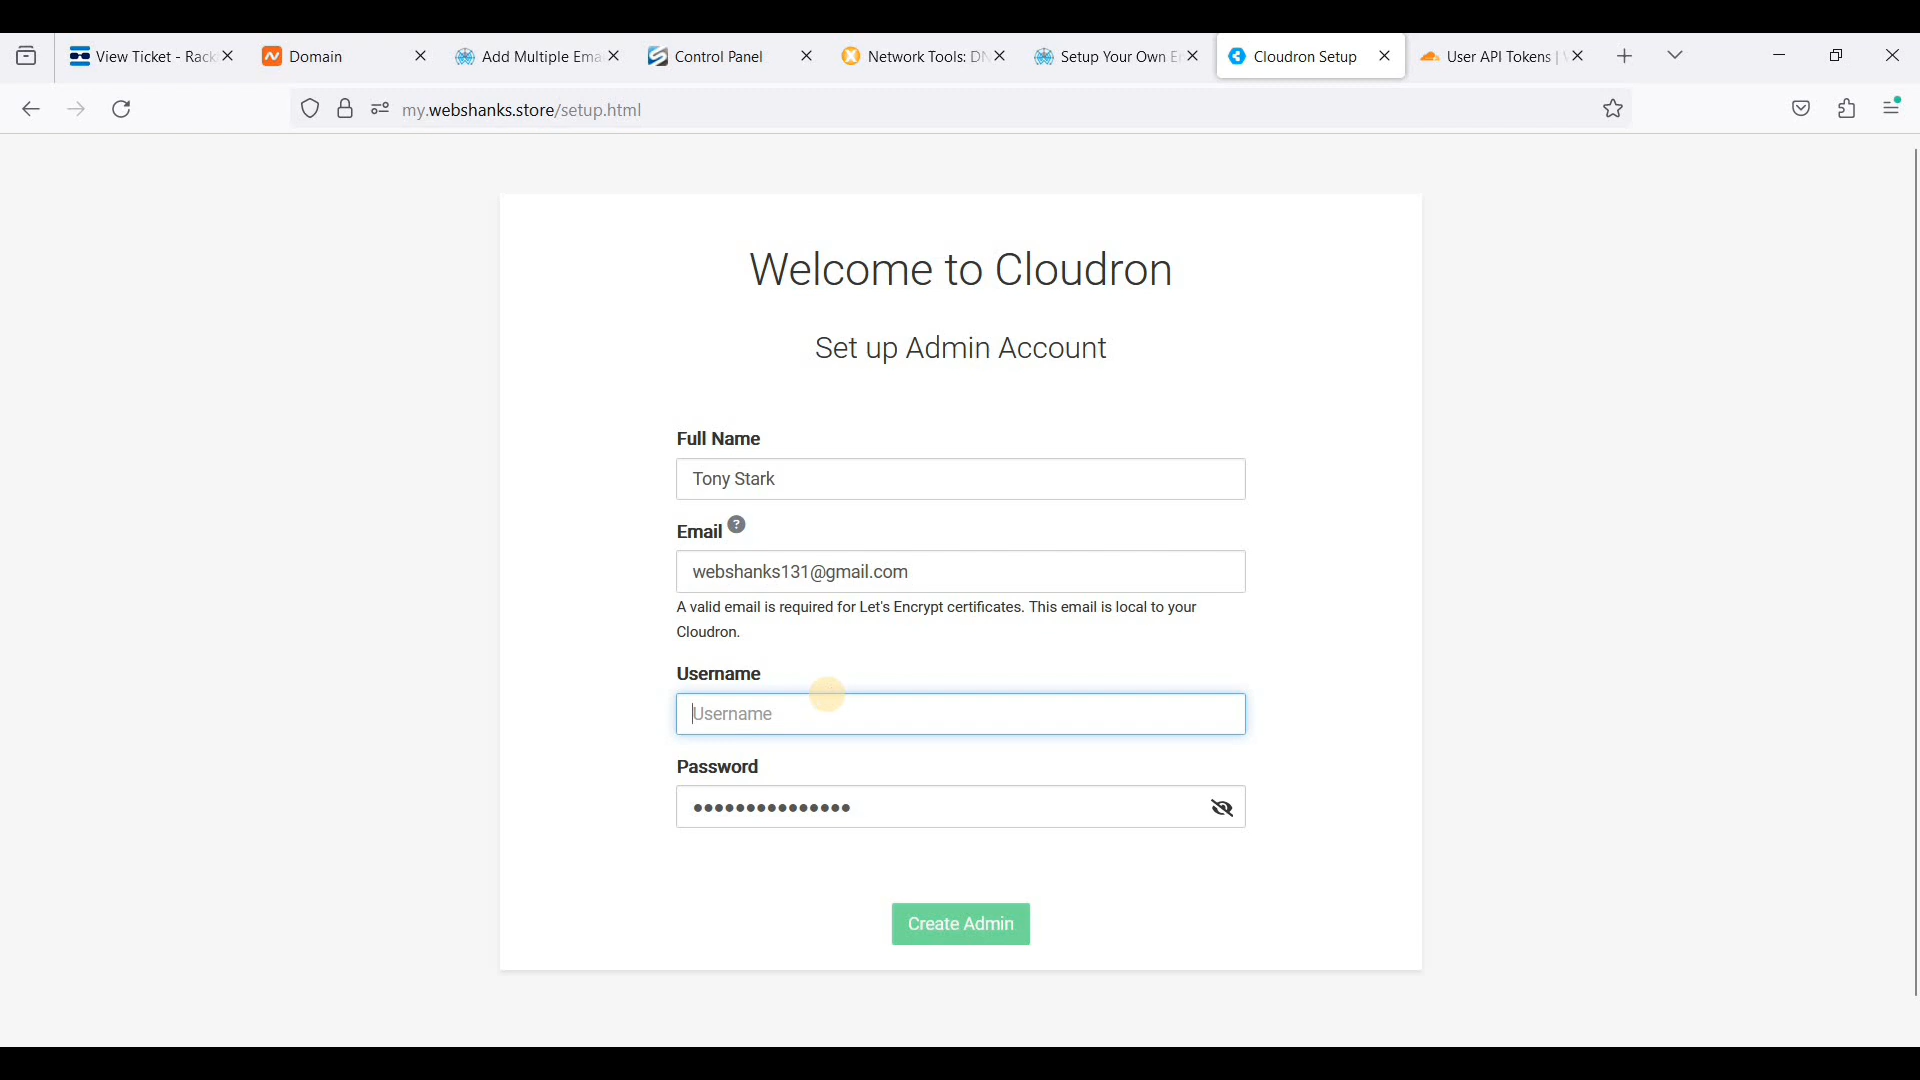 View Ticket - Rack
Domain
Add Multiple Ema
Control Panel
Network Tools: DN
Setup Your Own E
Cloudron Setup
User API Tokens |
my.webshanks.store/setup.html
Welcome to Cloudron
Set up Admin Account
Full Name
Tony Stark
Email ?
webshanks131@gmail.com
A valid email is required for Let's Encrypt certificates. This email is local to your
Cloudron.
Username
Username
Password
•••••••••••••••
Create Admin